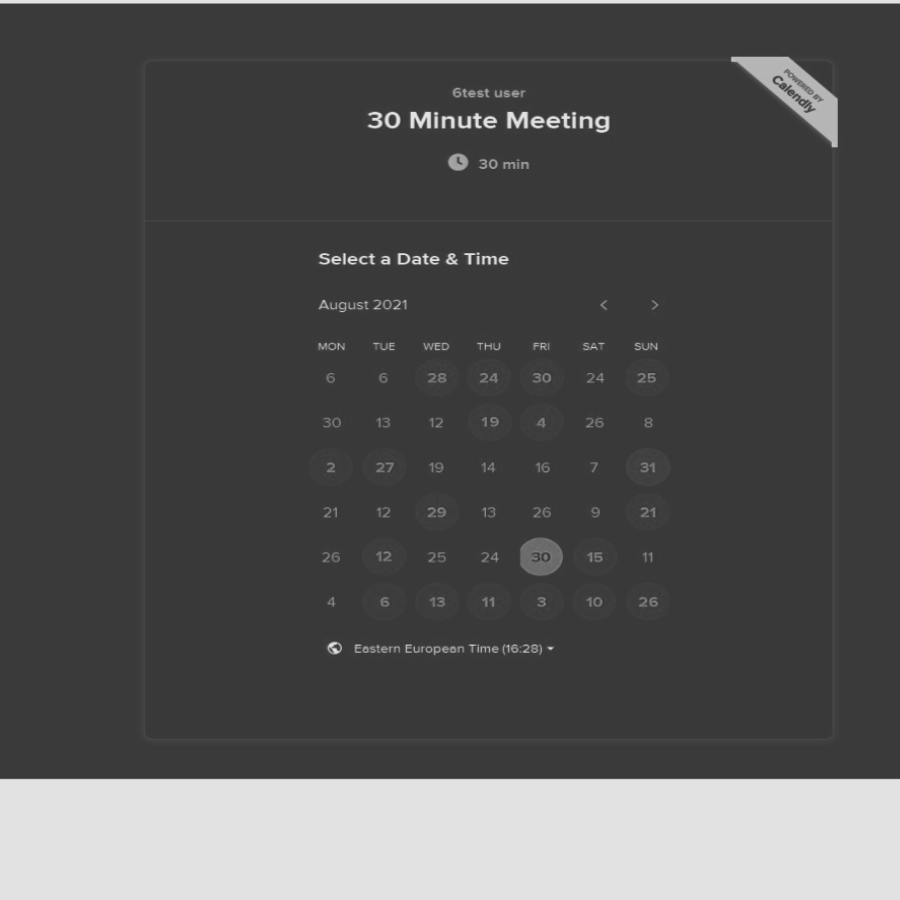 POWERED BY
Calendly
6test user
30 Minute Meeting
30 min
Select a Date & Time
August 2021
MON TUE WED THU FRI SAT SUN
6 6 28 24 30 24 25
30 13 12 19 4 26 8
2 27 19 14 16 7 31
21 12 29 13 26 9 21
26 12 25 24 30 15 11
4 6 13 11 3 10 26
Eastern European Time (16:28)